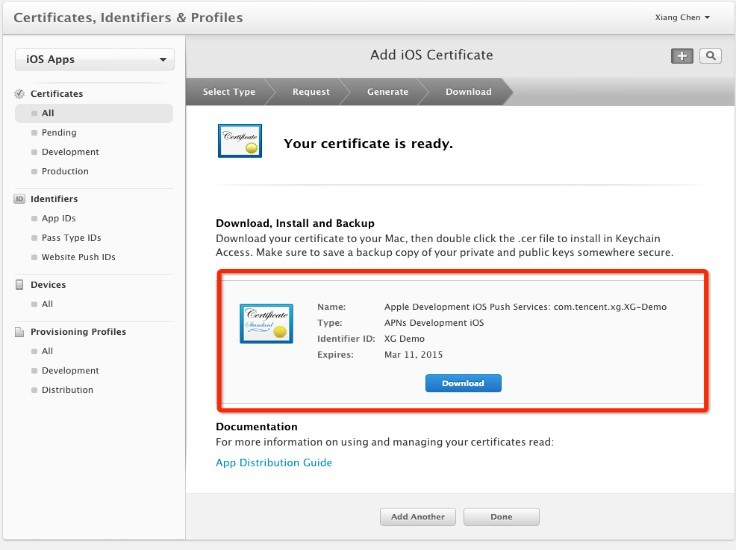 Certificates, Identifiers & Profiles
Xiang Chen
iOS Apps
Certificates
All
Pending
Development
Production
ID Identifiers
App IDs
Pass Type IDs
Website Push IDs
Devices
All
Provisioning Profiles
All
Development
Distribution
Add iOS Certificate
Select Type Request Generate Download
Certificate
Your certificate is ready.
Download, Install and Backup
Download your certificate to your Mac, then double click the .cer file to install in Keychain
Access. Make sure to save a backup copy of your private and public keys somewhere secure.
Certificate
Standard
Name: Apple Development iOS Push Services: com.tencent.xg.XG-Demo
Type: APNs Development iOS
Identifier ID: XG Demo
Expires: Mar 11, 2015
Download
Documentation
For more information on using and managing your certificates read:
App Distribution Guide
Add Another Done